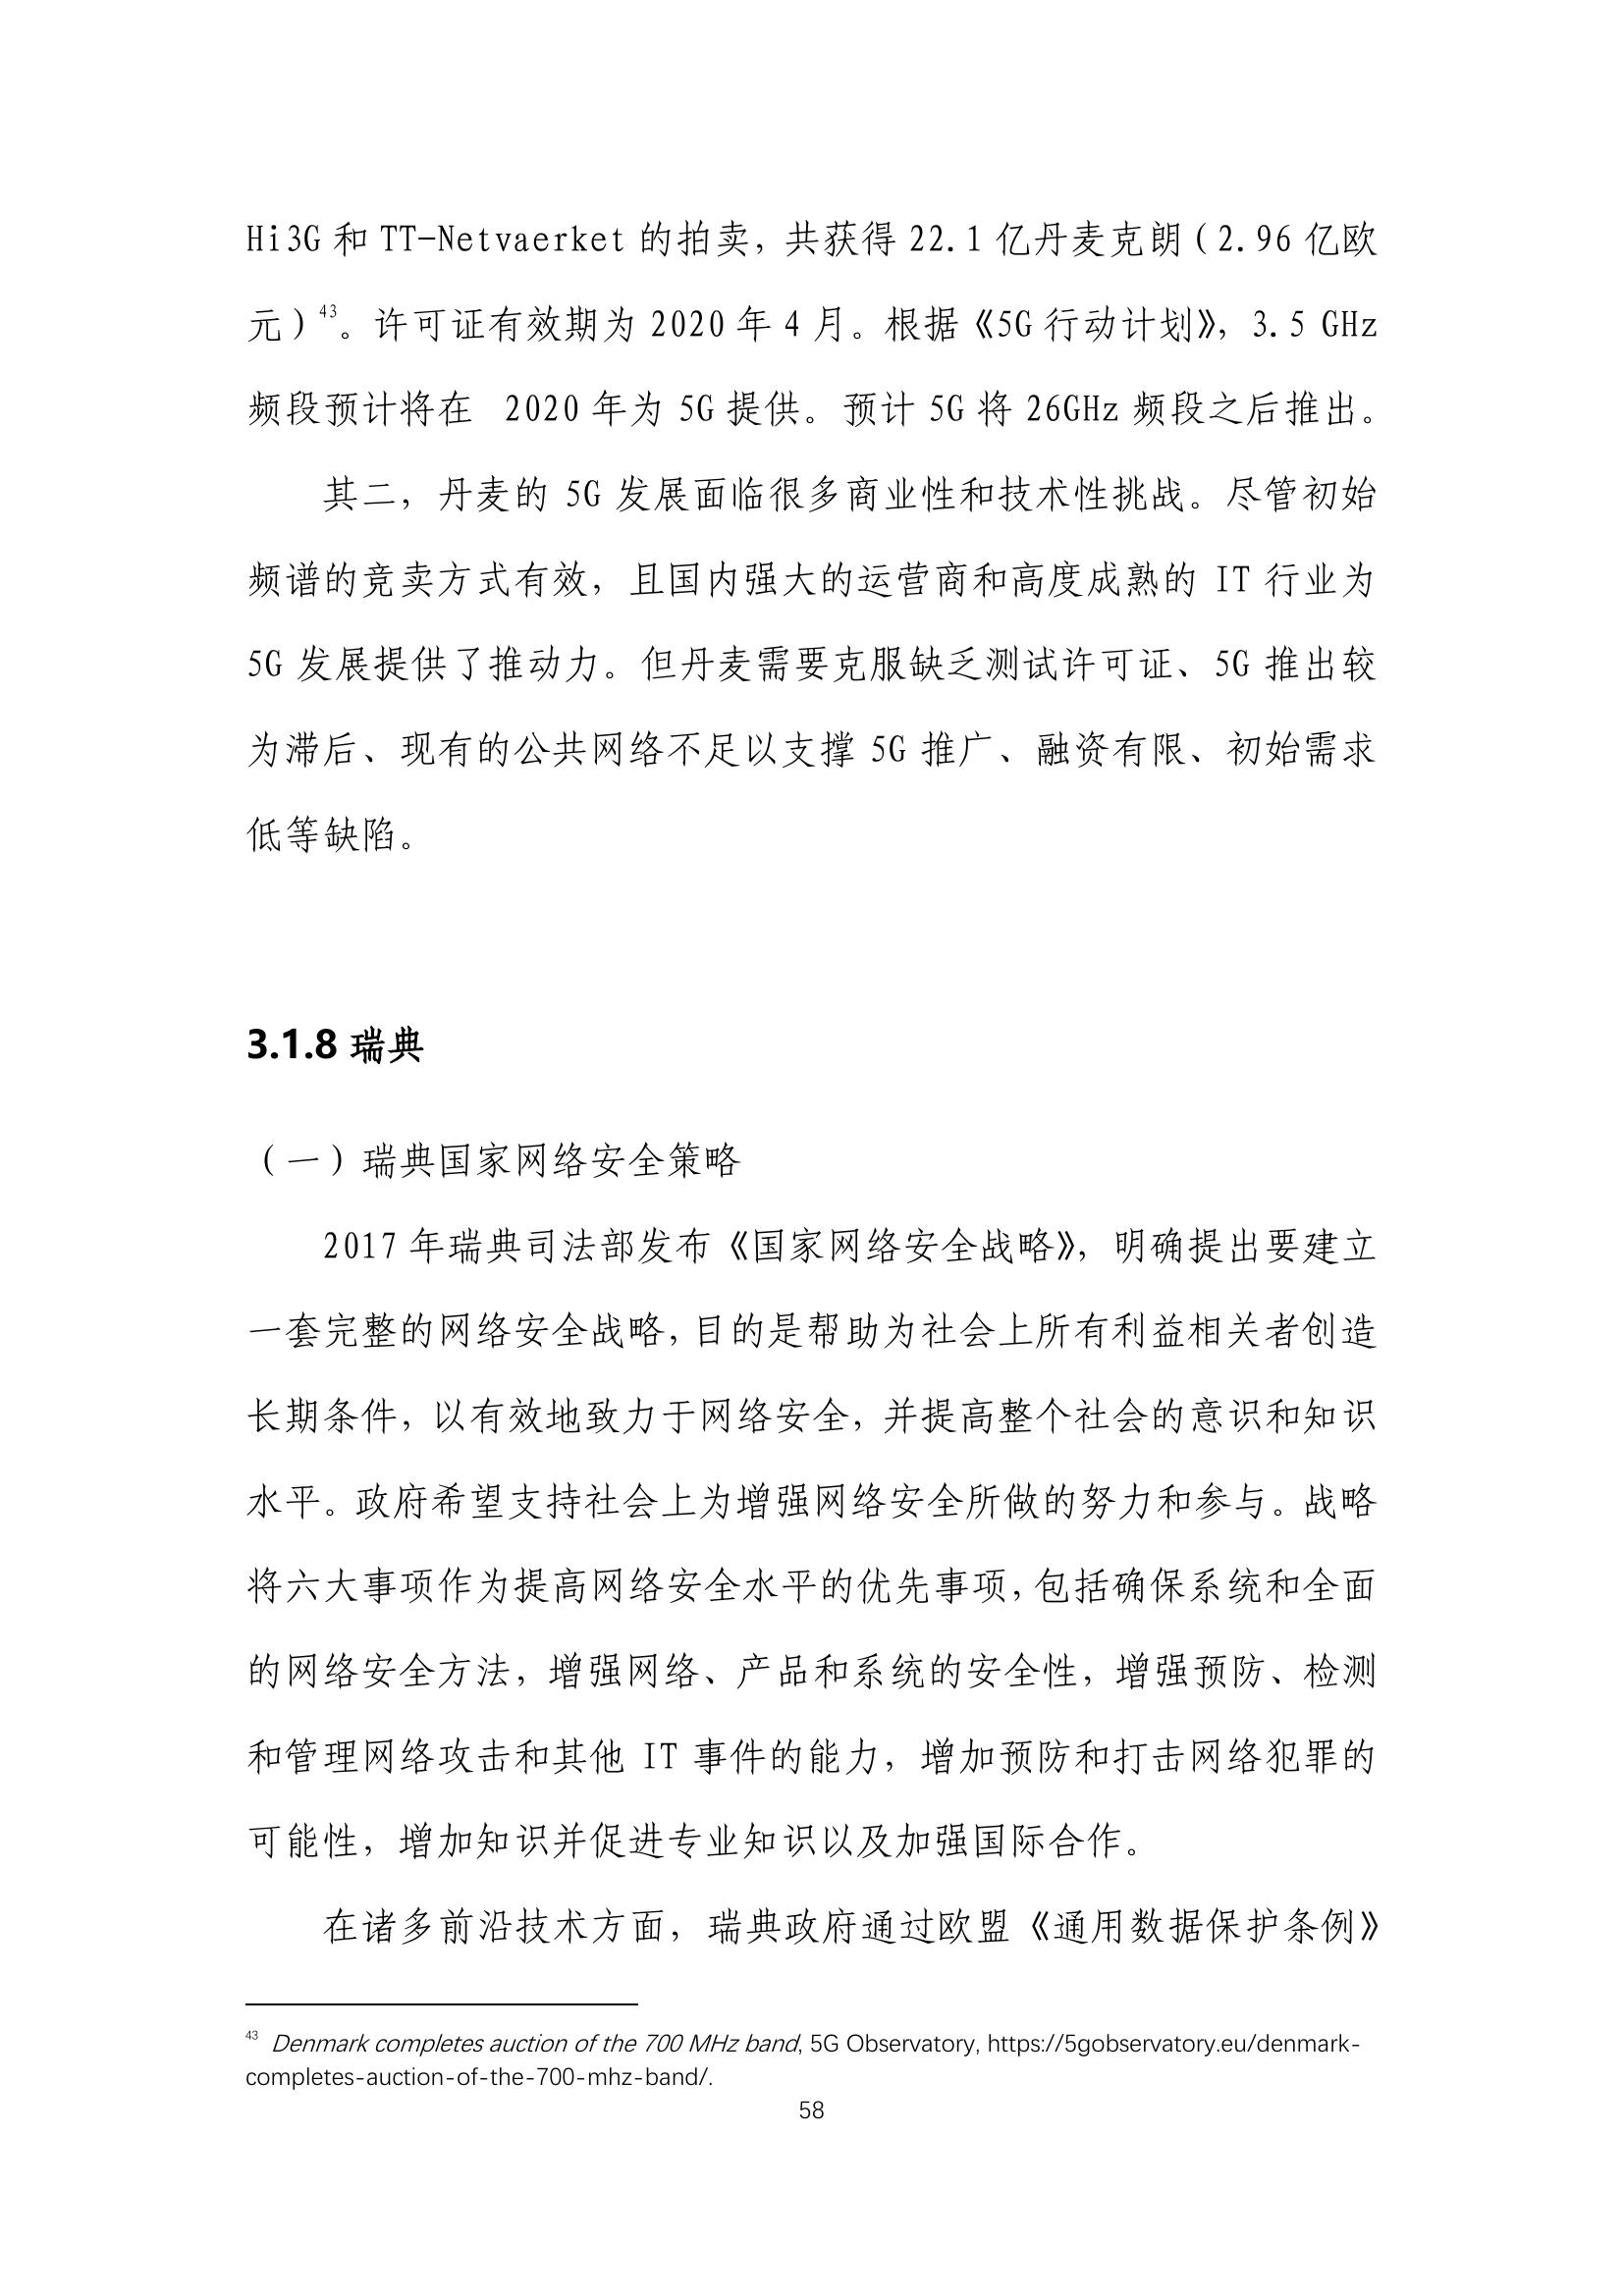 Hi3G 和 TT-Netvaerket 的拍卖，共获得 22.1 亿丹麦克朗（2.96 亿欧
元）43。许可证有效期为 2020 年 4 月。根据《5G 行动计划》，3.5 GHz
频段预计将在 2020 年为 5G 提供。预计 5G 将 26GHz 频段之后推出。
其二，丹麦的 5G 发展面临很多商业性和技术性挑战。尽管初始
频谱的竞卖方式有效，且国内强大的运营商和高度成熟的 IT 行业为
5G 发展提供了推动力。但丹麦需要克服缺乏测试许可证、5G 推出较
为滞后、现有的公共网络不足以支撑 5G 推广、融资有限、初始需求
低等缺陷。
3.1.8 瑞典
（一）瑞典国家网络安全策略
2017 年瑞典司法部发布《国家网络安全战略》，明确提出要建立
一套完整的网络安全战略，目的是帮助为社会上所有利益相关者创造
长期条件，以有效地致力于网络安全，并提高整个社会的意识和知识
水平。政府希望支持社会上为增强网络安全所做的努力和参与。战略
将六大事项作为提高网络安全水平的优先事项，包括确保系统和全面
的网络安全方法，增强网络、产品和系统的安全性，增强预防、检测
和管理网络攻击和其他 IT 事件的能力，增加预防和打击网络犯罪的
可能性，增加知识并促进专业知识以及加强国际合作。
在诸多前沿技术方面，瑞典政府通过欧盟《通用数据保护条例》
43 Denmark completes auction of the 700 MHz band, 5G Observatory, https://5gobservatory.eu/denmark-
completes-auction-of-the-700-mhz-band/.
58